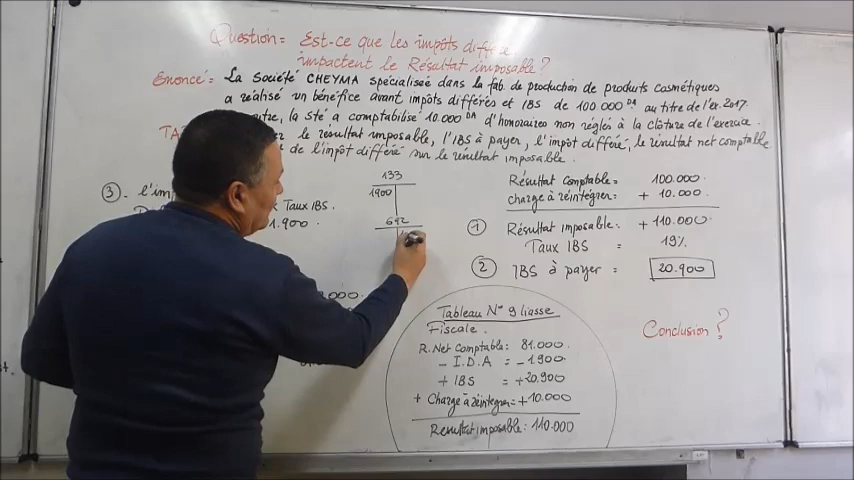 Question = Est-ce que les impôts différ
impactent le Résultat imposable ?
Enoncé = La Société CHEYMA spécialisée dans la fab. de production de produits cosmétiques
a réalisé un bénéfice avant impôts différés et IBS de 100.000 DA au titre de l'ex. 2017.
outre, la sté a comptabilisé 10.000 DA d'honoraires non réglés à la clôture de l'exercice.
le résultat imposable, l'IBS à payer, l'impôt différé, le résultat net comptable
de l'impôt différé sur le résultat imposable.
133
1900
692
3. l'im
x Taux IBS.
1.900
Résultat Comptable = 100.000
charge à réintégrer = + 10.000
1 Résultat imposable = + 110.000
Taux IBS = 19%
2 IBS à payer = 20.900
Tableau N° 9 liasse
Fiscale.
R. Net Comptable = 81.000
- I.D.A = - 1.900
+ IBS = + 20.900
+ Charge à réintégrer = + 10.000
Résultat imposable = 110.000
Conclusion ?